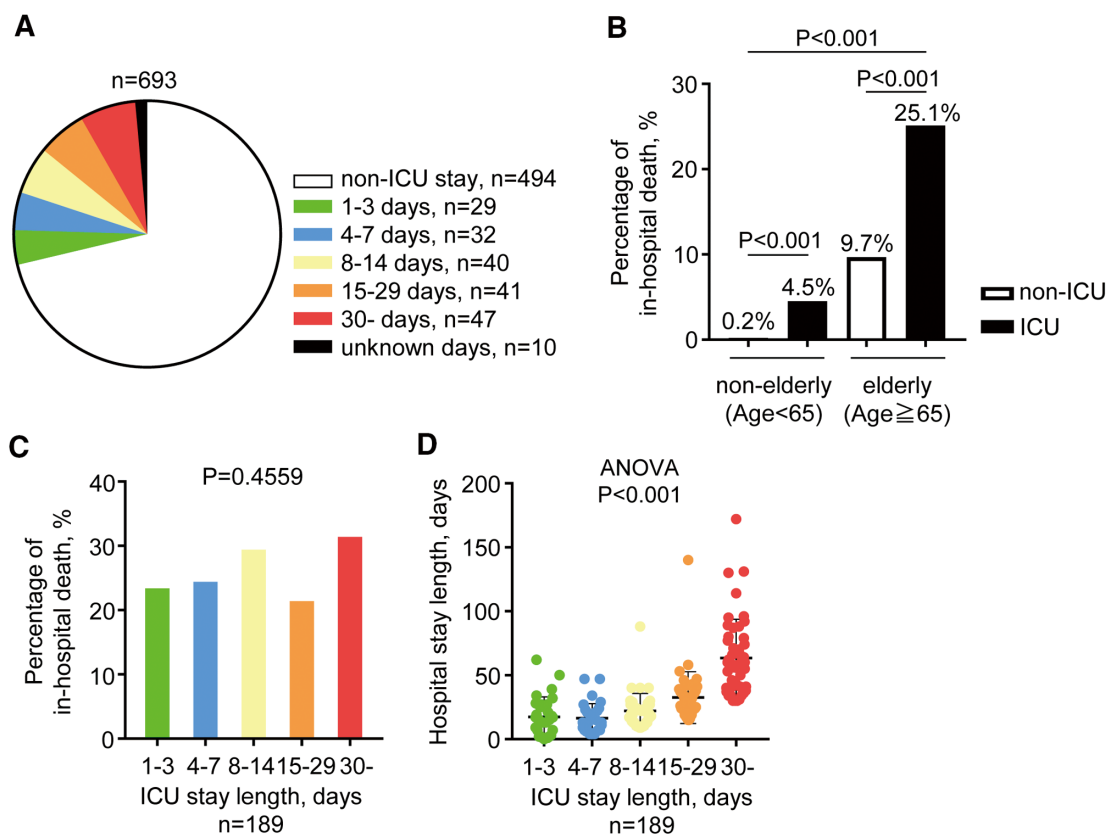 A
n=693
non-ICU stay, n=494
1-3 days, n=29
4-7 days, n=32
8-14 days, n=40
15-29 days, n=41
30- days, n=47
unknown days, n=10
B
P<0.001
P<0.001
25.1%
P<0.001
9.7%
4.5%
0.2%
30
20
10
0
Percentage of
in-hospital death, %
non-ICU
ICU
non-elderly
(Age<65)
elderly
(Age≧65)
C
P=0.4559
40
30
20
10
0
Percentage of
in-hospital death, %
1-3 4-7 8-14 15-29 30-
ICU stay length, days
n=189
D
ANOVA
P<0.001
200
150
100
50
0
Hospital stay length, days
1-3 4-7 8-14 15-29 30-
ICU stay length, days
n=189